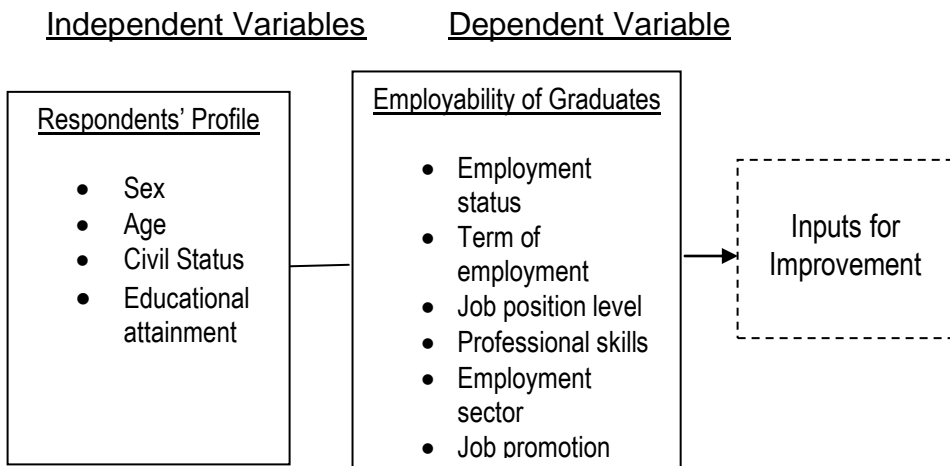 Independent Variables
Dependent Variable
Respondents’ Profile
● Sex
● Age
● Civil Status
● Educational
attainment
Employability of Graduates
● Employment
status
● Term of
employment
● Job position level
● Professional skills
● Employment
sector
● Job promotion
Inputs for
Improvement